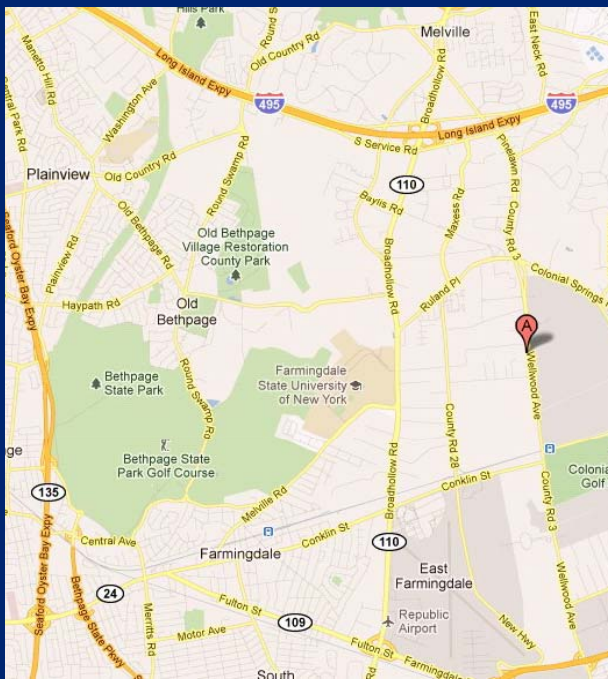 Hills Park
Round S
Melville
East Neck Rd
Manetto Hill Rd
Long Island Expy
Old Country Rd
Broadhollow Rd
Central Park Rd
Washington Ave
495
495
Long Island Expy
S Service Rd
Pinelawn Rd
Plainview
Old Country Rd
Round Swamp Rd
110
Maxess Rd
County Rd 3
Baylis Rd
Old Bethpage Rd
Old Bethpage
Village Restoration
County Park
Seaford Oyster Bay Expy
Plainview Rd
Broadhollow Rd
Ruland Pl
Colonial Springs
Haypath Rd
Old
Bethpage
A
Wellwood Ave
Bethpage
State Park
Round Swamp Rd
Farmingdale
State University
of New York
County Rd 28
Bethpage State
Park Golf Course
Broadhollow Rd
Conklin St
Colonial
Golf
135
Melville Rd
County Rd 3
Central Ave
Conklin St
110
Farmingdale
East
Farmingdale
24
Wellwood Ave
Seaford Oyster Bay Expy
Bethpage State Pkwy
Merritts Rd
Fulton St
109
Republic
Airport
New Hwy
Motor Ave
Fulton St
Farmingdale
South